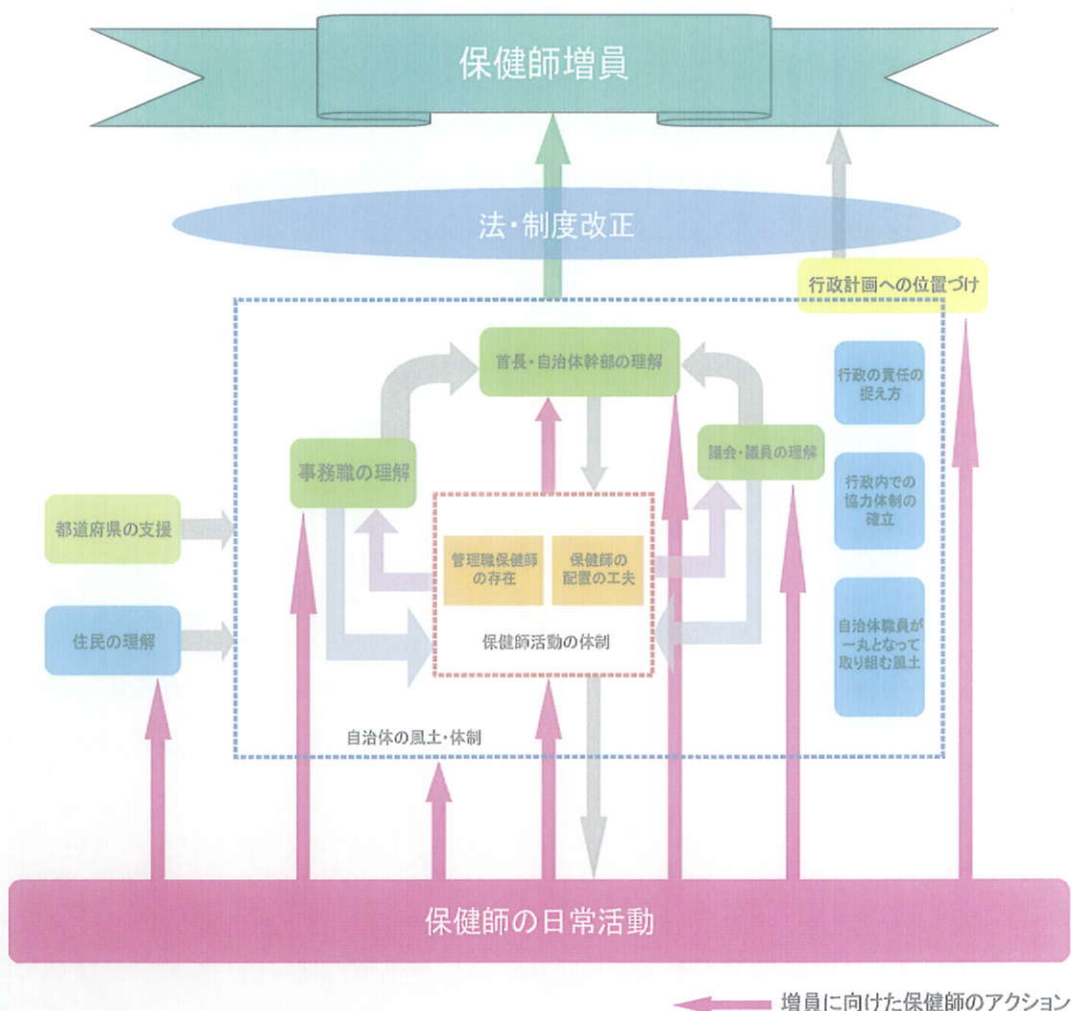 保健師増員
法・制度改正
行政計画への位置づけ
首長・自治体幹部の理解
行政の責任の
捉え方
事務職の理解
議会・議員の理解
行政内での
協力体制の
確立
都道府県の支援
管理職保健師
の存在
保健師の
配置の工夫
住民の理解
保健師活動の体制
自治体職員が
一丸となって
取り組む風土
自治体の風土・体制
保健師の日常活動
増員に向けた保健師のアクション